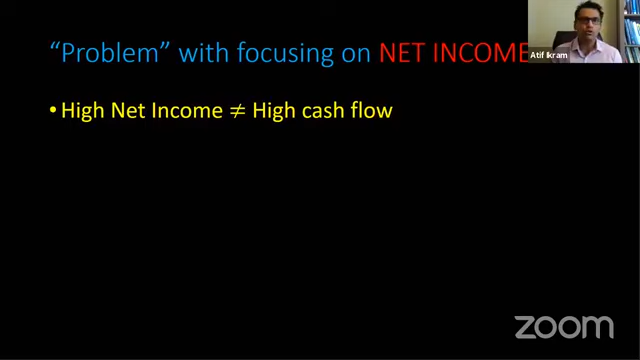 “Problem” with focusing on NET INCOME
Atif Ikram
• High Net Income ≠ High cash flow
zoom